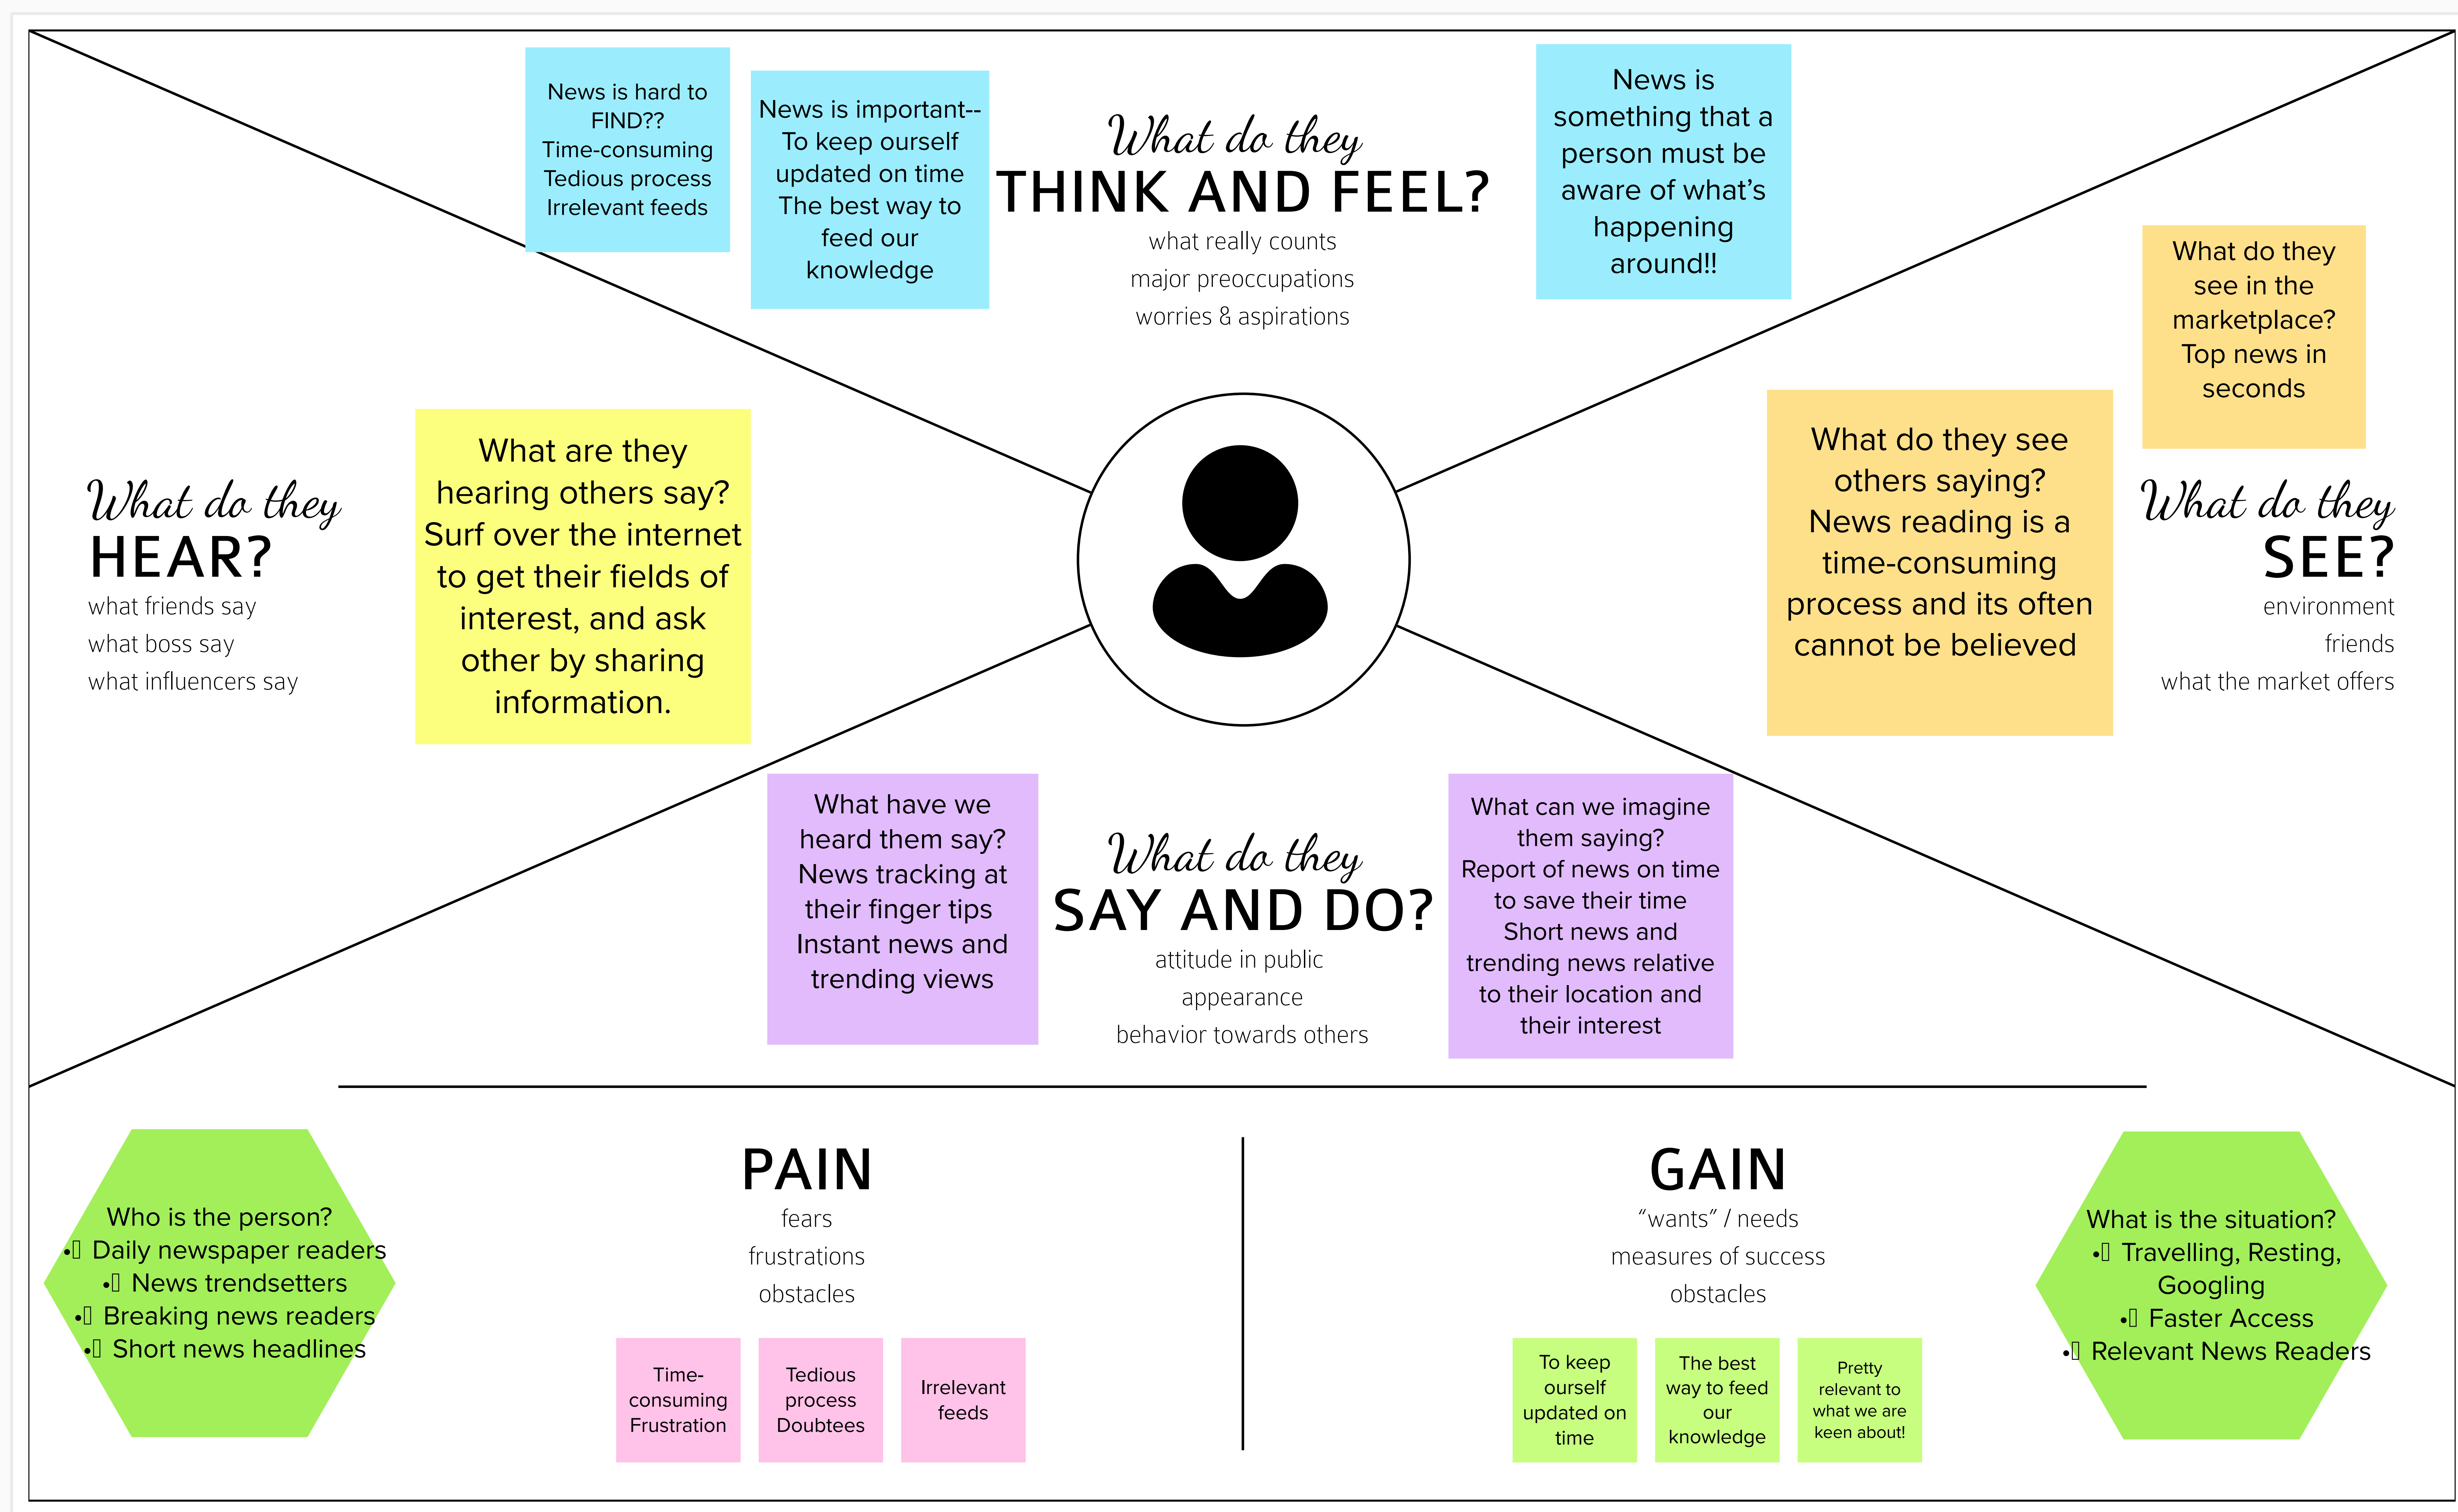 News is hard to
FIND??
Time-consuming
Tedious process
Irrelevant feeds
News is important--
To keep ourself
updated on time
The best way to
feed our
knowledge
What do they
THINK AND FEEL?
what really counts
major preoccupations
worries & aspirations
News is
something that a
person must be
aware of what’s
happening
around!!
What do they
HEAR?
what friends say
what boss say
what influencers say
What are they
hearing others say?
Surf over the internet
to get their fields of
interest, and ask
other by sharing
information.
What do they see
others saying?
News reading is a
time-consuming
process and its often
cannot be believed
What do they
see in the
marketplace?
Top news in
seconds
What do they
SEE?
environment
friends
what the market offers
What have we
heard them say?
News tracking at
their finger tips
Instant news and
trending views
What do they
SAY AND DO?
attitude in public
appearance
behavior towards others
What can we imagine
them saying?
Report of news on time
to save their time
Short news and
trending news relative
to their location and
their interest
Who is the person?
• Daily newspaper readers
• News trendsetters
• Breaking news readers
• Short news headlines
PAIN
fears
frustrations
obstacles
Time-
consuming
Frustration
Tedious
process
Doubtees
Irrelevant
feeds
GAIN
“wants” / needs
measures of success
obstacles
To keep
ourself
updated on
time
The best
way to feed
our
knowledge
Pretty
relevant to
what we are
keen about!
What is the situation?
• Travelling, Resting,
Googling
• Faster Access
• Relevant News Readers